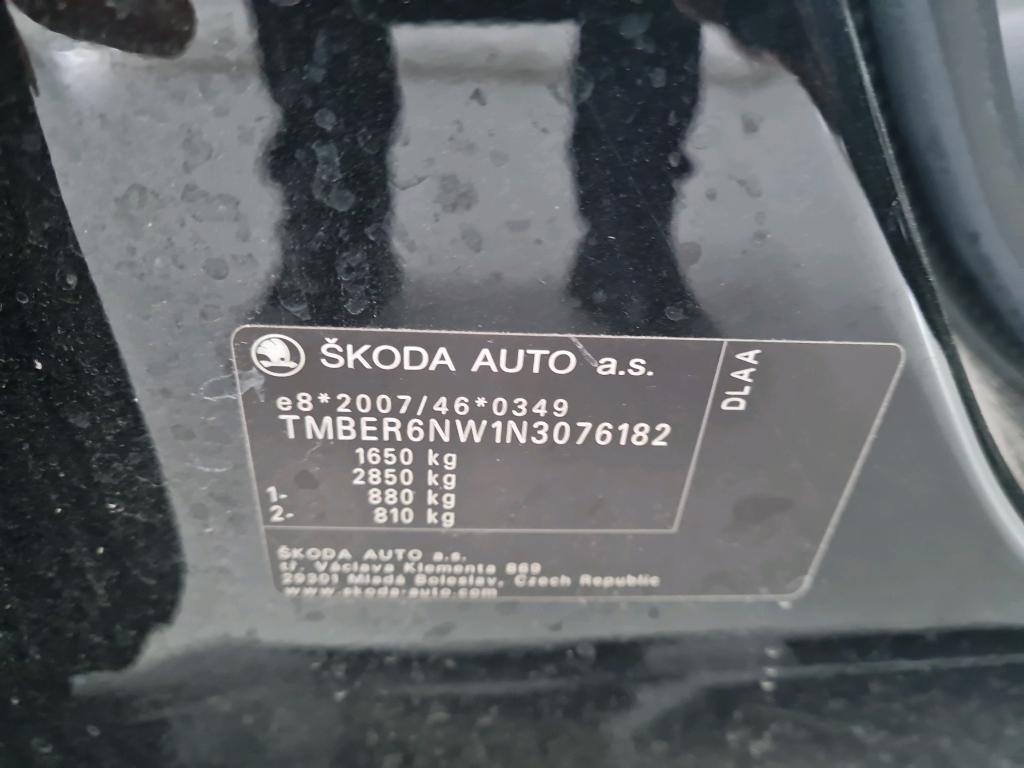 ŠKODA AUTO a.s.
DLAA
e8*2007/46*0349
TMBER6NW1N3076182
1650 kg
2850 kg
1- 880 kg
2- 810 kg
ŠKODA AUTO a.s.
tř. Václava Klementa 869
29301 Mladá Boleslav, Czech Republic
www.skoda-auto.com